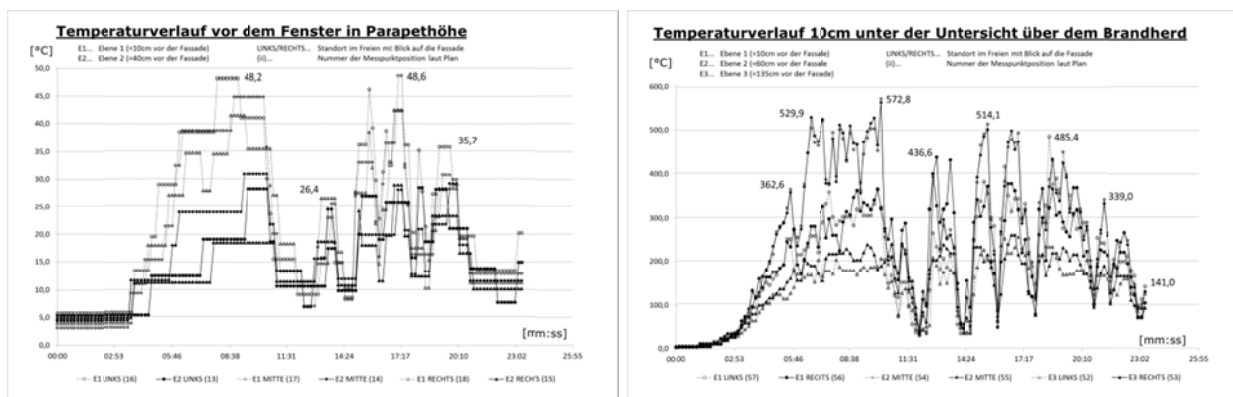 Temperaturverlauf vor dem Fenster in Parapethöhe
[°C]
E1... Ebene 1 (≈10cm vor der Fassade)
E2... Ebene 2 (≈40cm vor der Fassade)
LINKS/RECHTS... Standort im Freien mit Blick auf die Fassade
(ii)... Nummer der Messpunktposition laut Plan
50,0
45,0
40,0
35,0
30,0
25,0
20,0
15,0
10,0
5,0
0,0
48,2
48,6
35,7
26,4
[mm:ss]
00:00 02:53 05:46 08:38 11:31 14:24 17:17 20:10 23:02 25:55
E1 LINKS (16) E2 LINKS (13) E1 MITTE (17) E2 MITTE (14) E1 RECHTS (18) E2 RECH'S (15)
Temperaturverlauf 10cm unter der Untersicht über dem Brandherd
[°C]
E1... Ebene 1 (≈10cm vor der Fassale)
E2... Ebene 2 (≈60cm vor der Fassale
E3... Ebene 3 (≈135cm vor der Fasade)
LINKS/RECHTS... Standort im Freien mit Blick auf die Fassade
(ii)... Nummer der Messpunktposition laut Plan
600,0
500,0
400,0
300,0
200,0
100,0
0,0
529,9
572,8
514,1
485.4
436,6
362,6
339,0
141,0
[mm:ss]
00:00 02:53 05:46 08:38 11:31 14:24 17:17 20:10 23:02 25:55
E1 LINKS (57) E1 RECITS (56) E2 MITTE (54) E2 MITTE (55) E3 LINKS (52) E3 RECHTS (53)